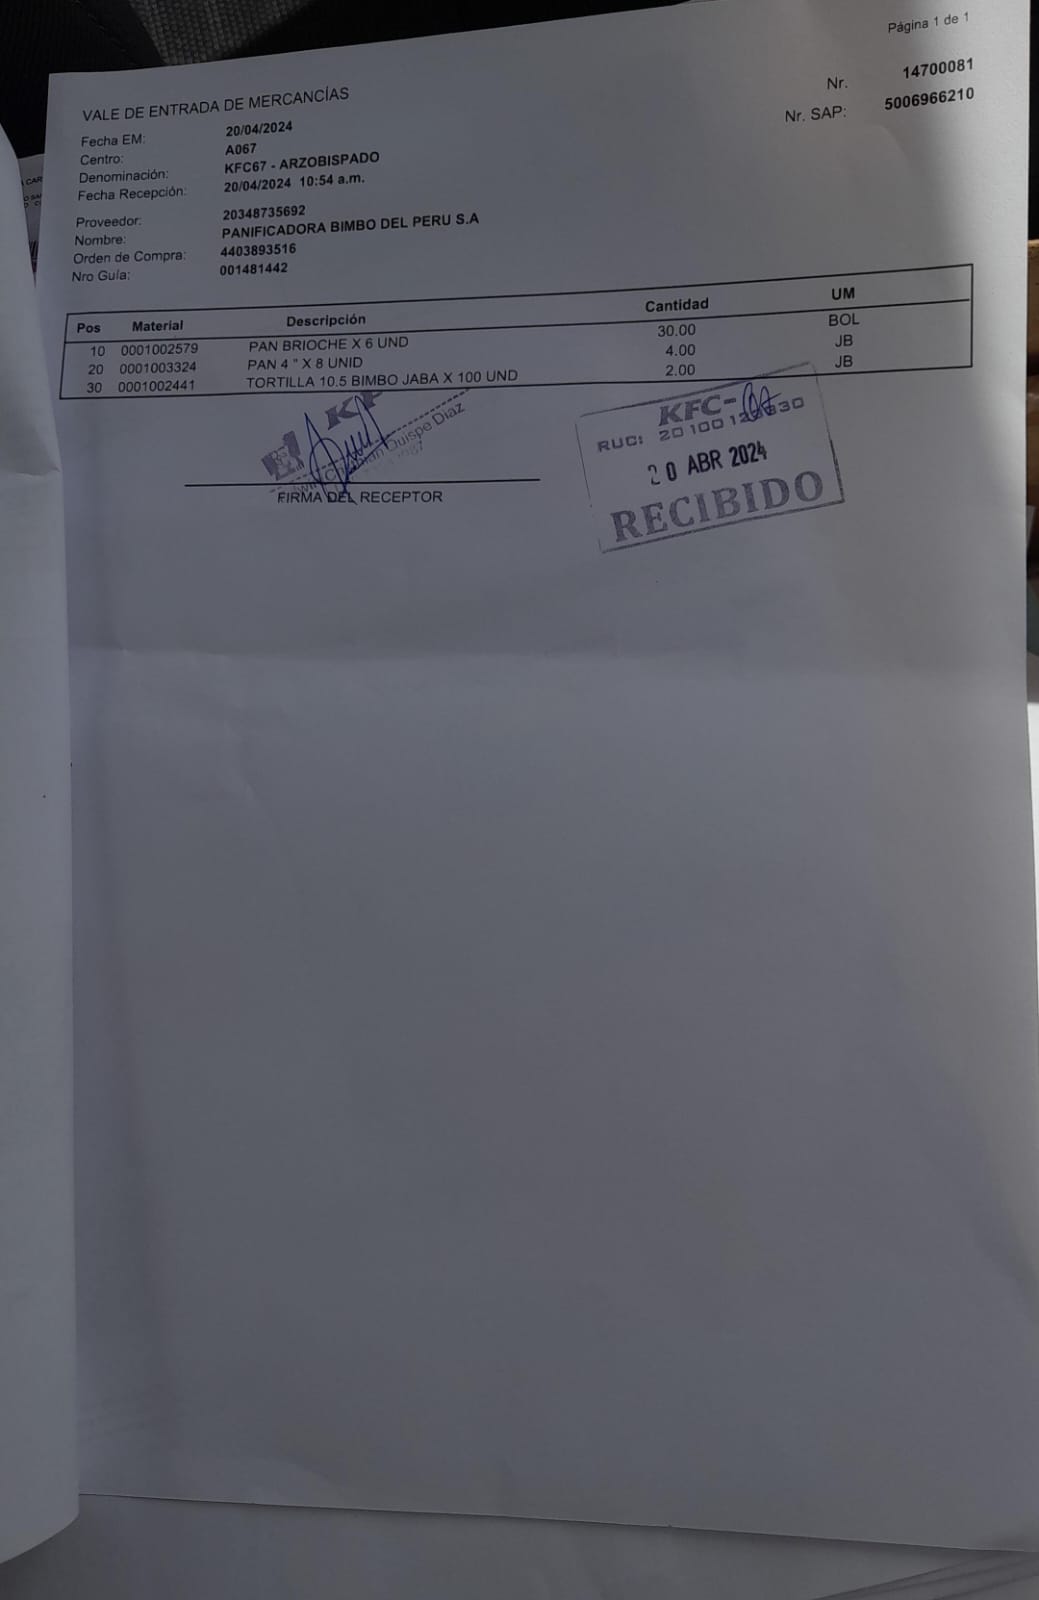 Página 1 de 1
VALE DE ENTRADA DE MERCANCÍAS
Nr. 14700081
Nr. SAP: 5006966210
Fecha EM: 20/04/2024
Centro: A067
Denominación: KFC67 - ARZOBISPADO
Fecha Recepción: 20/04/2024 10:54 a.m.
Proveedor: 20348735692
Nombre: PANIFICADORA BIMBO DEL PERU S.A
Orden de Compra: 4403893516
Nro Guía: 001481442
Pos Material Descripción Cantidad UM
10 0001002579 PAN BRIOCHE X 6 UND 30.00 BOL
20 0001003324 PAN 4 " X 8 UNID 4.00 JB
30 0001002441 TORTILLA 10.5 BIMBO JABA X 100 UND 2.00 JB
Quispe Diaz
FIRMA DEL RECEPTOR
KFC-
RUC: 20 100
20 ABR 2024
RECIBIDO